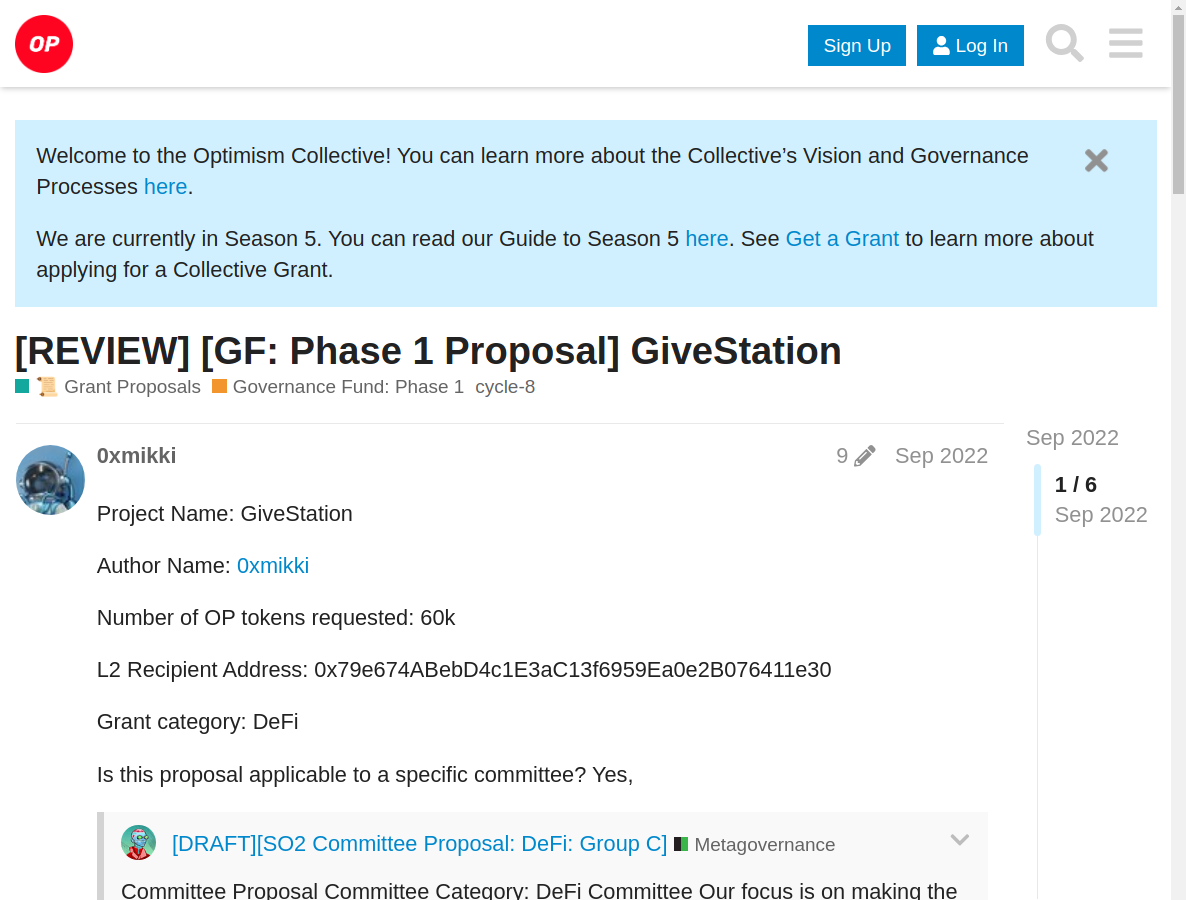 OP
Sign Up
Log In
Welcome to the Optimism Collective! You can learn more about the Collective’s Vision and Governance
Processes here.
We are currently in Season 5. You can read our Guide to Season 5 here. See Get a Grant to learn more about
applying for a Collective Grant.
[REVIEW] [GF: Phase 1 Proposal] GiveStation
📜 Grant Proposals Governance Fund: Phase 1 cycle-8
0xmikki 9 Sep 2022
Project Name: GiveStation
Author Name: 0xmikki
Number of OP tokens requested: 60k
L2 Recipient Address: 0x79e674ABebD4c1E3aC13f6959Ea0e2B076411e30
Grant category: DeFi
Is this proposal applicable to a specific committee? Yes,
[DRAFT][SO2 Committee Proposal: DeFi: Group C] Metagovernance
Committee Proposal Committee Category: DeFi Committee Our focus is on making the
Sep 2022
1 / 6
Sep 2022